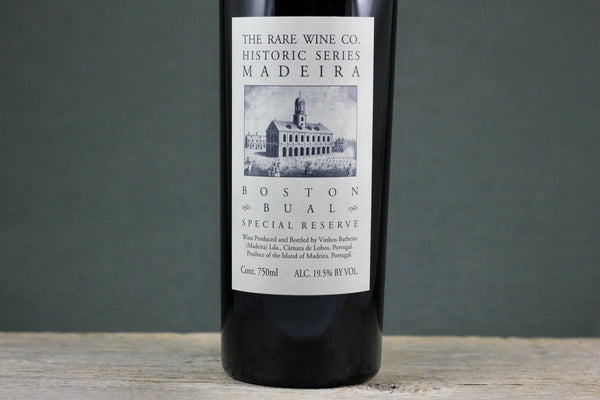 THE RARE WINE CO.
HISTORIC SERIES
MADEIRA
BOSTON
BUAL
SPECIAL RESERVE
Wine Produced and Bottled by Vinhos Barbeito
(Madeira) Lda., Câmara de Lobos, Portugal.
Produce of the Island of Madeira, Portugal.
Cont. 750ml ALC. 19.5% BY VOL.